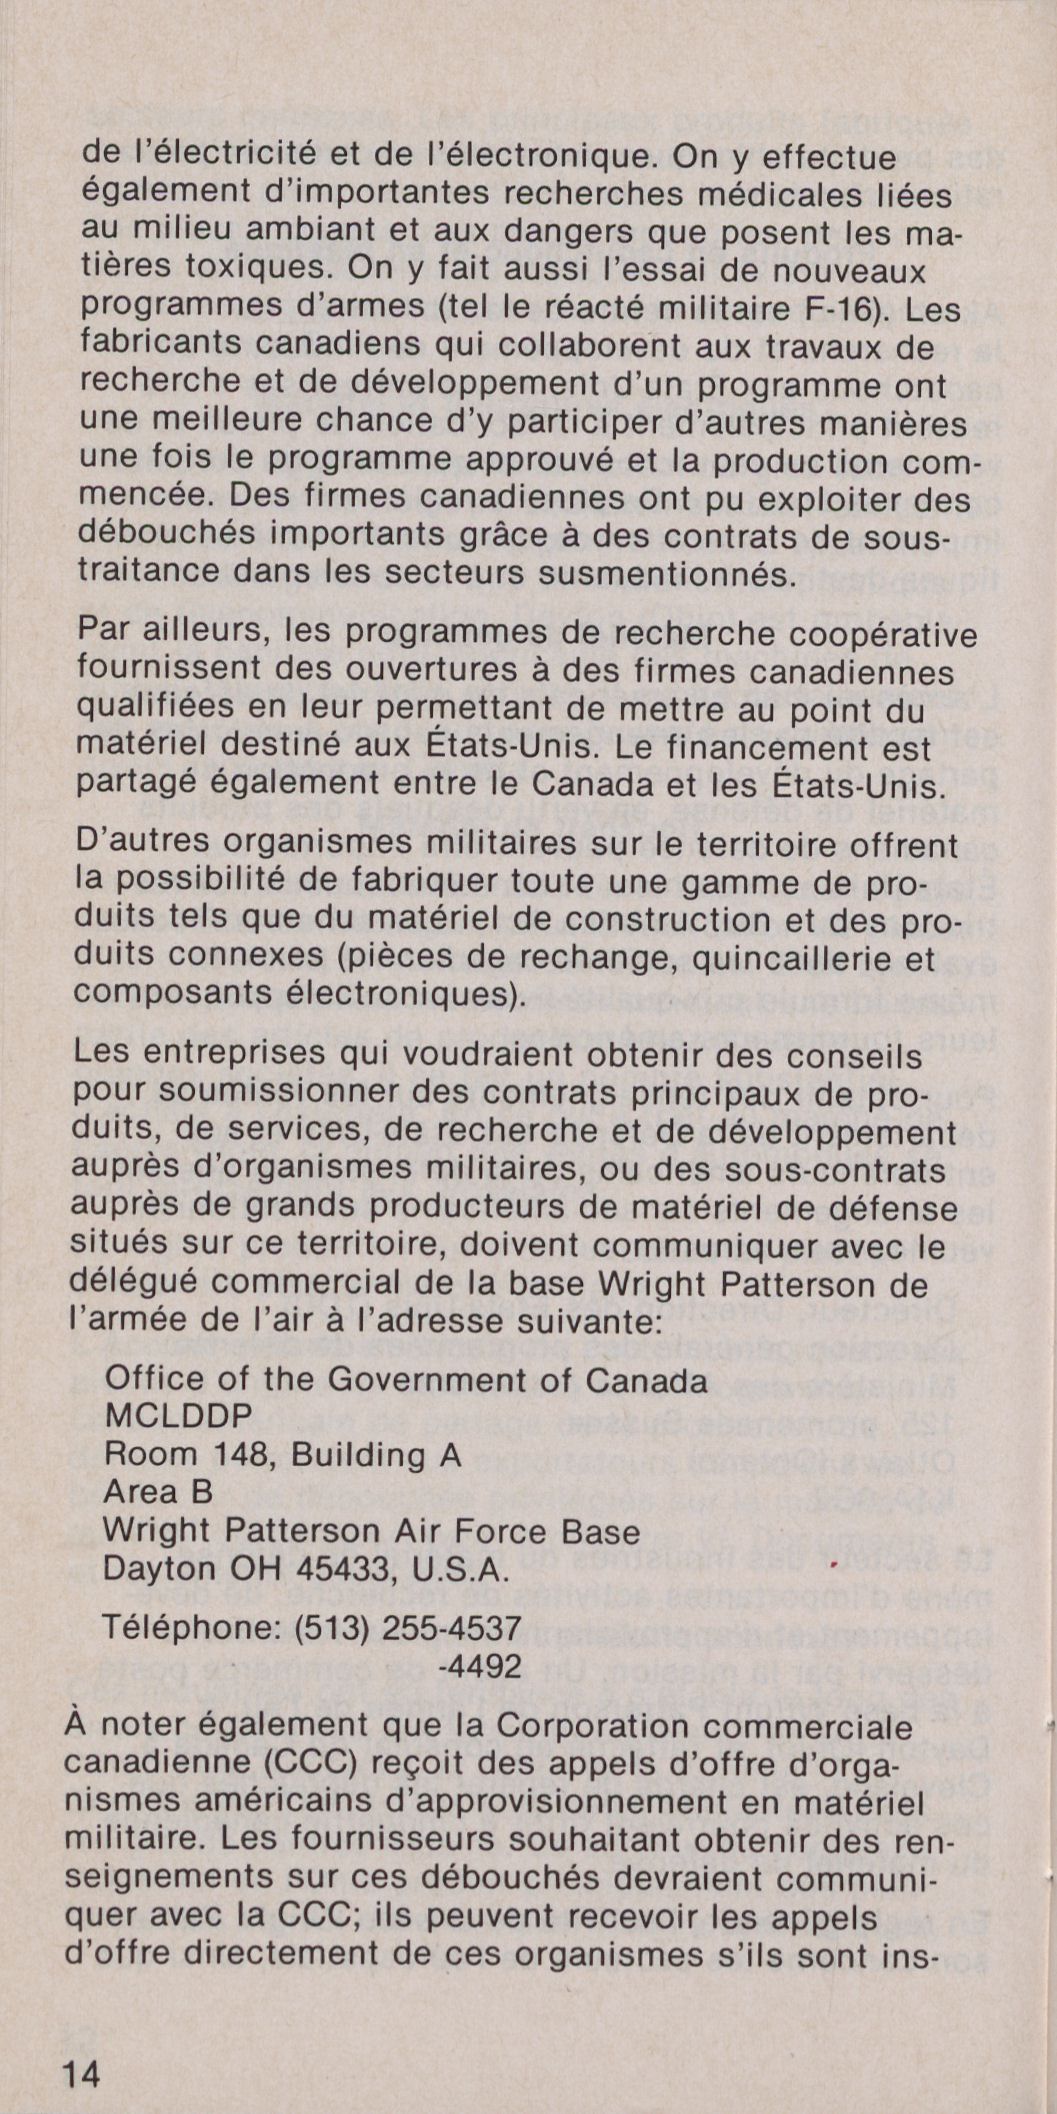 de l'électricité et de l'électronique. On y effectue
également d'importantes recherches médicales liées
au milieu ambiant et aux dangers que posent les ma-
tières toxiques. On y fait aussi l'essai de nouveaux
programmes d'armes (tel le réacté militaire F-16). Les
fabricants canadiens qui collaborent aux travaux de
recherche et de développement d'un programme ont
une meilleure chance d'y participer d'autres manières
une fois le programme approuvé et la production com-
mencée. Des firmes canadiennes ont pu exploiter des
débouchés importants grâce à des contrats de sous-
traitance dans les secteurs susmentionnés.
Par ailleurs, les programmes de recherche coopérative
fournissent des ouvertures à des firmes canadiennes
qualifiées en leur permettant de mettre au point du
matériel destiné aux États-Unis. Le financement est
partagé également entre le Canada et les États-Unis.
D'autres organismes militaires sur le territoire offrent
la possibilité de fabriquer toute une gamme de pro-
duits tels que du matériel de construction et des pro-
duits connexes (pièces de rechange, quincaillerie et
composants électroniques).
Les entreprises qui voudraient obtenir des conseils
pour soumissionner des contrats principaux de pro-
duits, de services, de recherche et de développement
auprès d'organismes militaires, ou des sous-contrats
auprès de grands producteurs de matériel de défense
situés sur ce territoire, doivent communiquer avec le
délégué commercial de la base Wright Patterson de
l'armée de l'air à l'adresse suivante:
Office of the Government of Canada
MCLDDP
Room 148, Building A
Area B
Wright Patterson Air Force Base
Dayton OH 45433, U.S.A.
Téléphone: (513) 255-4537
-4492
À noter également que la Corporation commerciale
canadienne (CCC) reçoit des appels d'offre d'orga-
nismes américains d'approvisionnement en matériel
militaire. Les fournisseurs souhaitant obtenir des ren-
seignements sur ces débouchés devraient communi-
quer avec la CCC; ils peuvent recevoir les appels
d'offre directement de ces organismes s'ils sont ins-
14